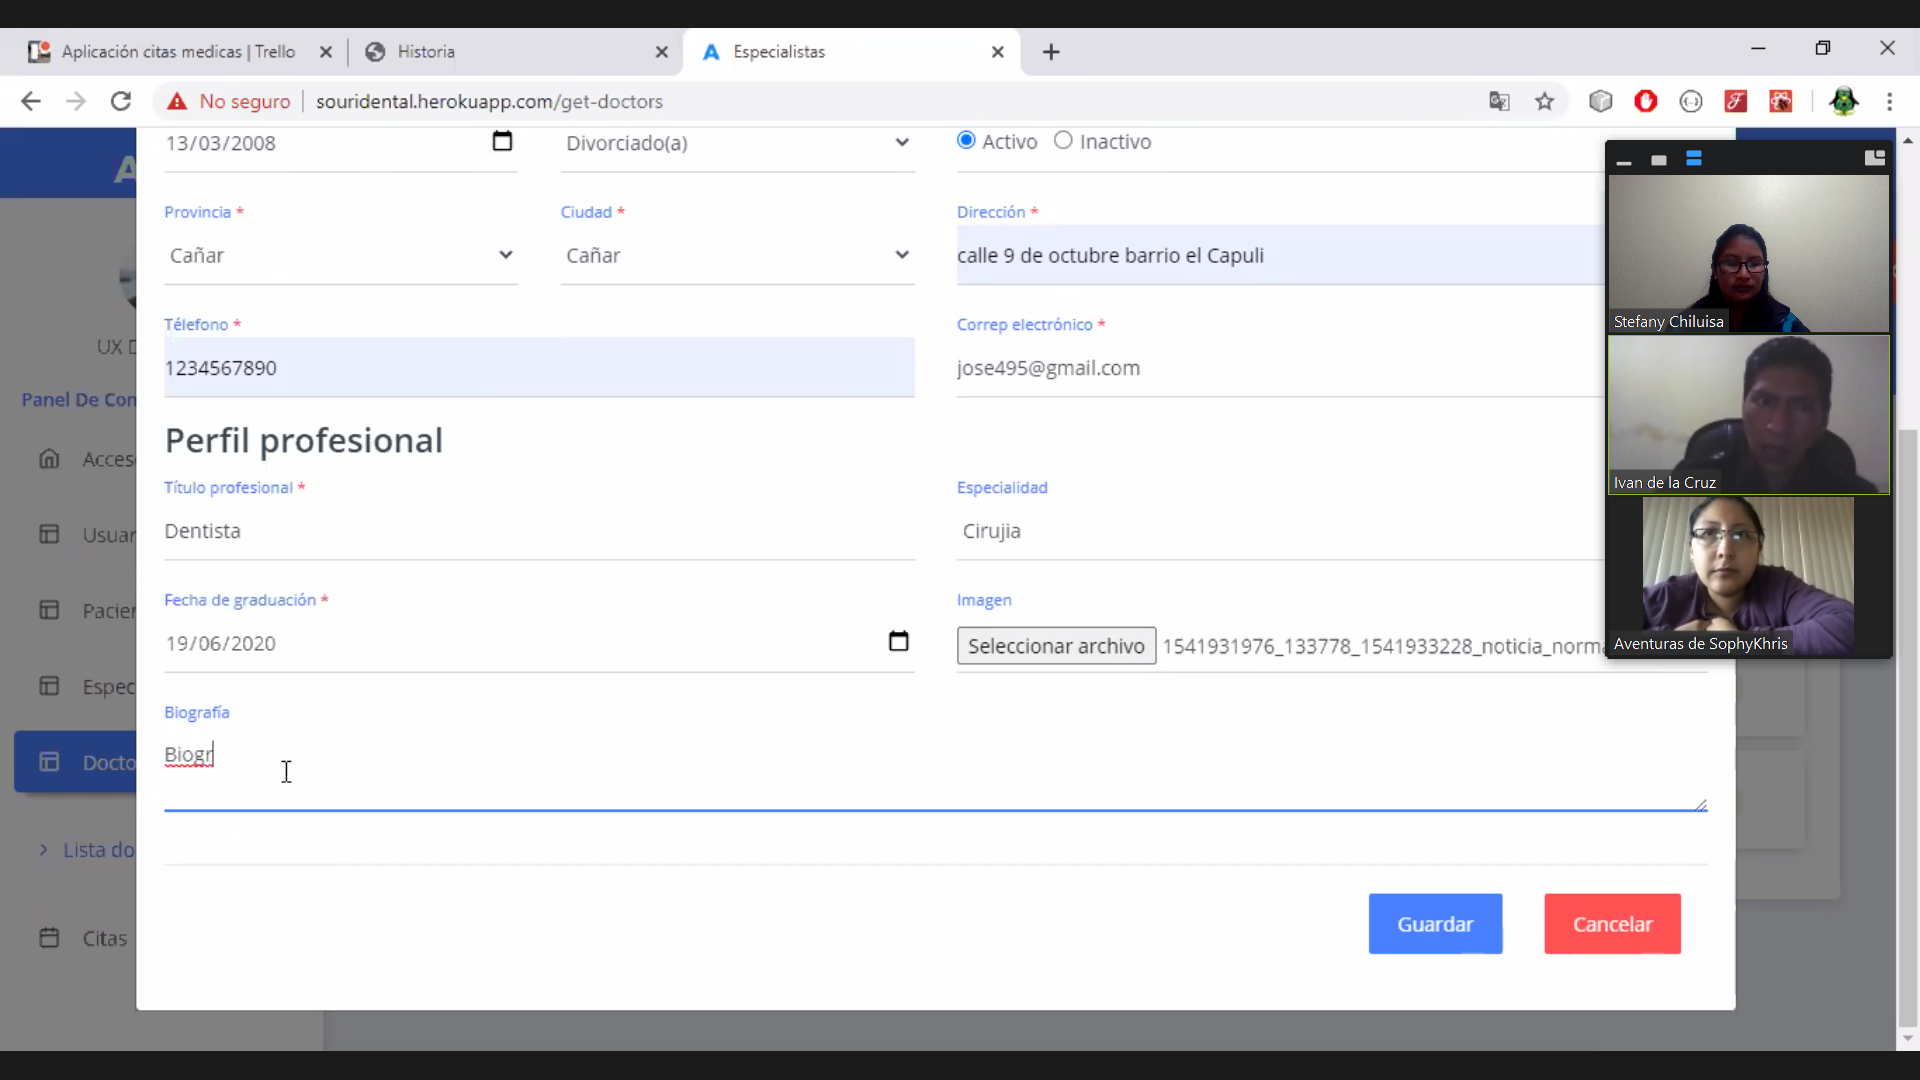 Aplicación citas medicas | Trello
Historia
Especialistas
No seguro
souridental.herokuapp.com/get-doctors
13/03/2008
Divorciado(a)
Activo
Inactivo
Provincia *
Ciudad *
Dirección *
Cañar
Cañar
calle 9 de octubre barrio el Capuli
Télefono *
Correp electrónico *
1234567890
jose495@gmail.com
Perfil profesional
Título profesional *
Especialidad
Dentista
Cirujia
Fecha de graduación *
Imagen
19/06/2020
Seleccionar archivo
1541931976_133778_1541933228_noticia_norma
Biografía
Biogr
Guardar
Cancelar
A
UX D
Panel De Con
Acces
Usuar
Pacier
Espec
Docto
Lista do
Citas
Stefany Chiluisa
Ivan de la Cruz
Aventuras de SophyKhris